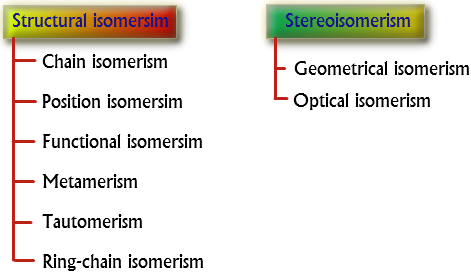 Structural isomersim
Chain isomerism
Position isomersim
Functional isomersim
Metamerism
Tautomerism
Ring-chain isomerism
Stereoisomerism
Geometrical isomerism
Optical isomerism